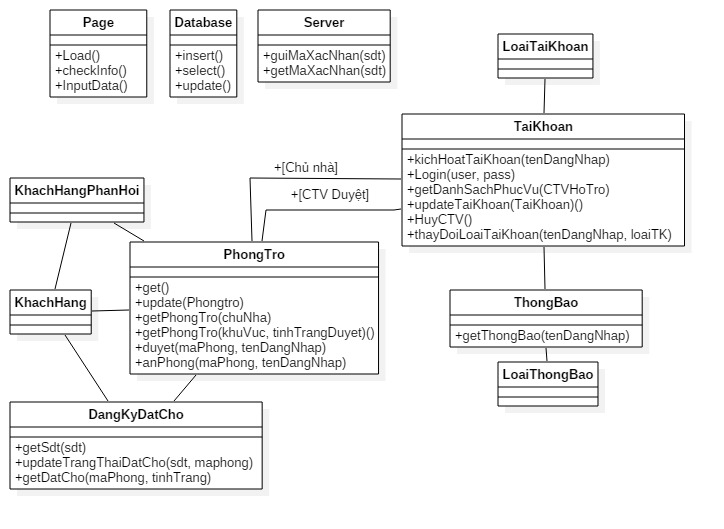 Page
+Load()
+checkInfo()
+InputData()
Database
+insert()
+select()
+update()
Server
+guiMaXacNhan(sdt)
+getMaXacNhan(sdt)
LoaiTaiKhoan
TaiKhoan
+kichHoatTaiKhoan(tenDangNhap)
+Login(user, pass)
+getDanhSachPhucVu(CTVHoTro)
+updateTaiKhoan(TaiKhoan)()
+HuyCTV()
+thayDoiLoaiTaiKhoan(tenDangNhap, loaiTK)
+[Chủ nhà]
+[CTV Duyệt]
KhachHangPhanHoi
PhongTro
+get()
+update(Phongtro)
+getPhongTro(chuNha)
+getPhongTro(khuVuc, tinhTrangDuyet)()
+duyet(maPhong, tenDangNhap)
+anPhong(maPhong, tenDangNhap)
KhachHang
ThongBao
+getThongBao(tenDangNhap)
LoaiThongBao
DangKyDatCho
+getSdt(sdt)
+updateTrangThaiDatCho(sdt, maphong)
+getDatCho(maPhong, tinhTrang)